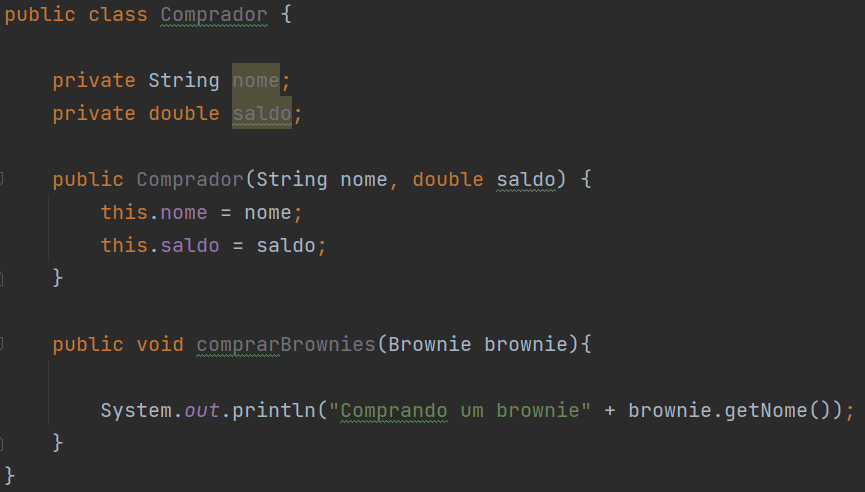 public class Comprador {
private String nome;
private double saldo;
public Comprador(String nome, double saldo) {
this.nome = nome;
this.saldo = saldo;
}
public void comprarBrownies(Brownie brownie){
System.out.println("Comprando um brownie" + brownie.getNome());
}
}